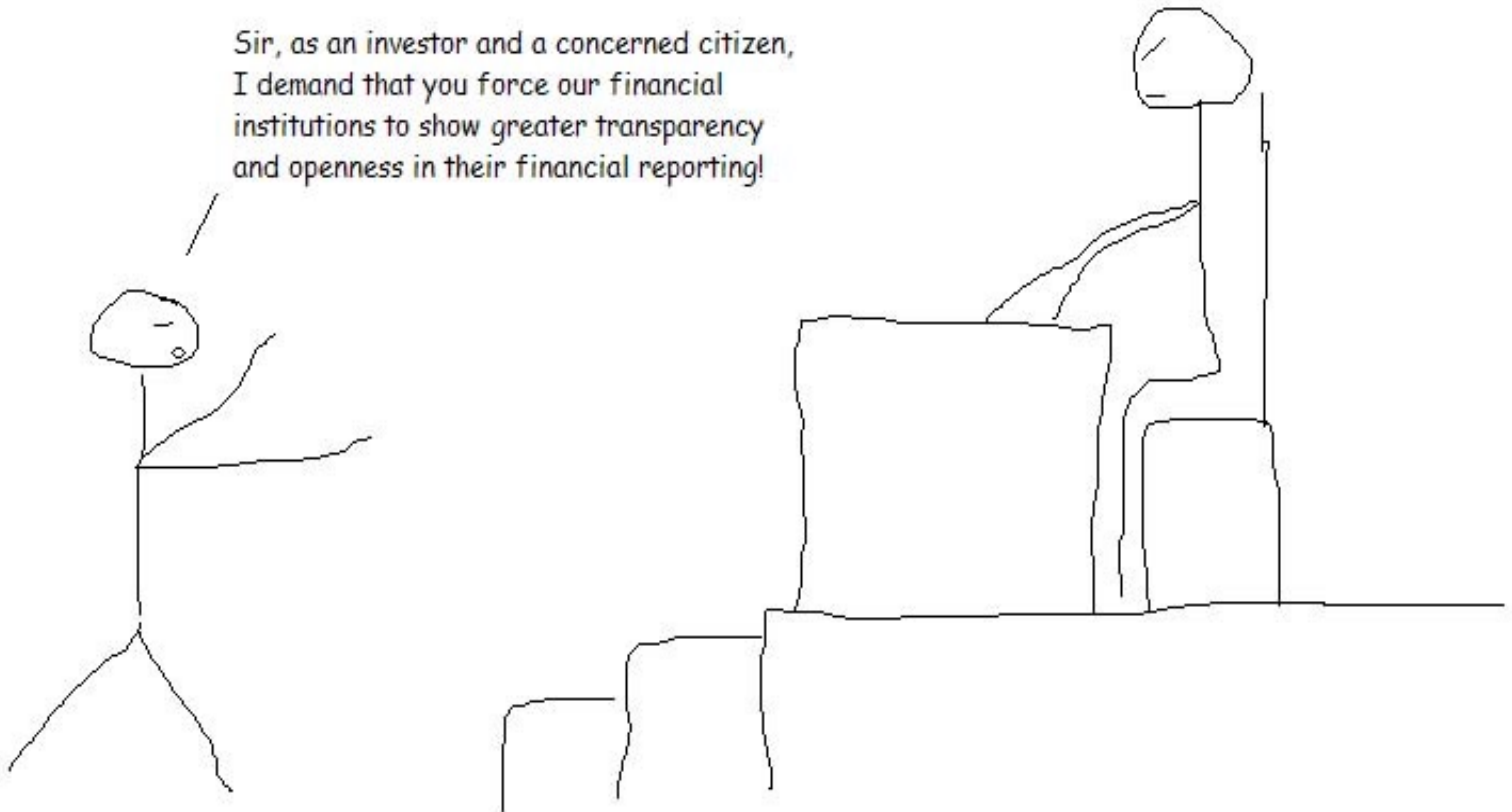 Sir, as an investor and a concerned citizen,
I demand that you force our financial
institutions to show greater transparency
and openness in their financial reporting!